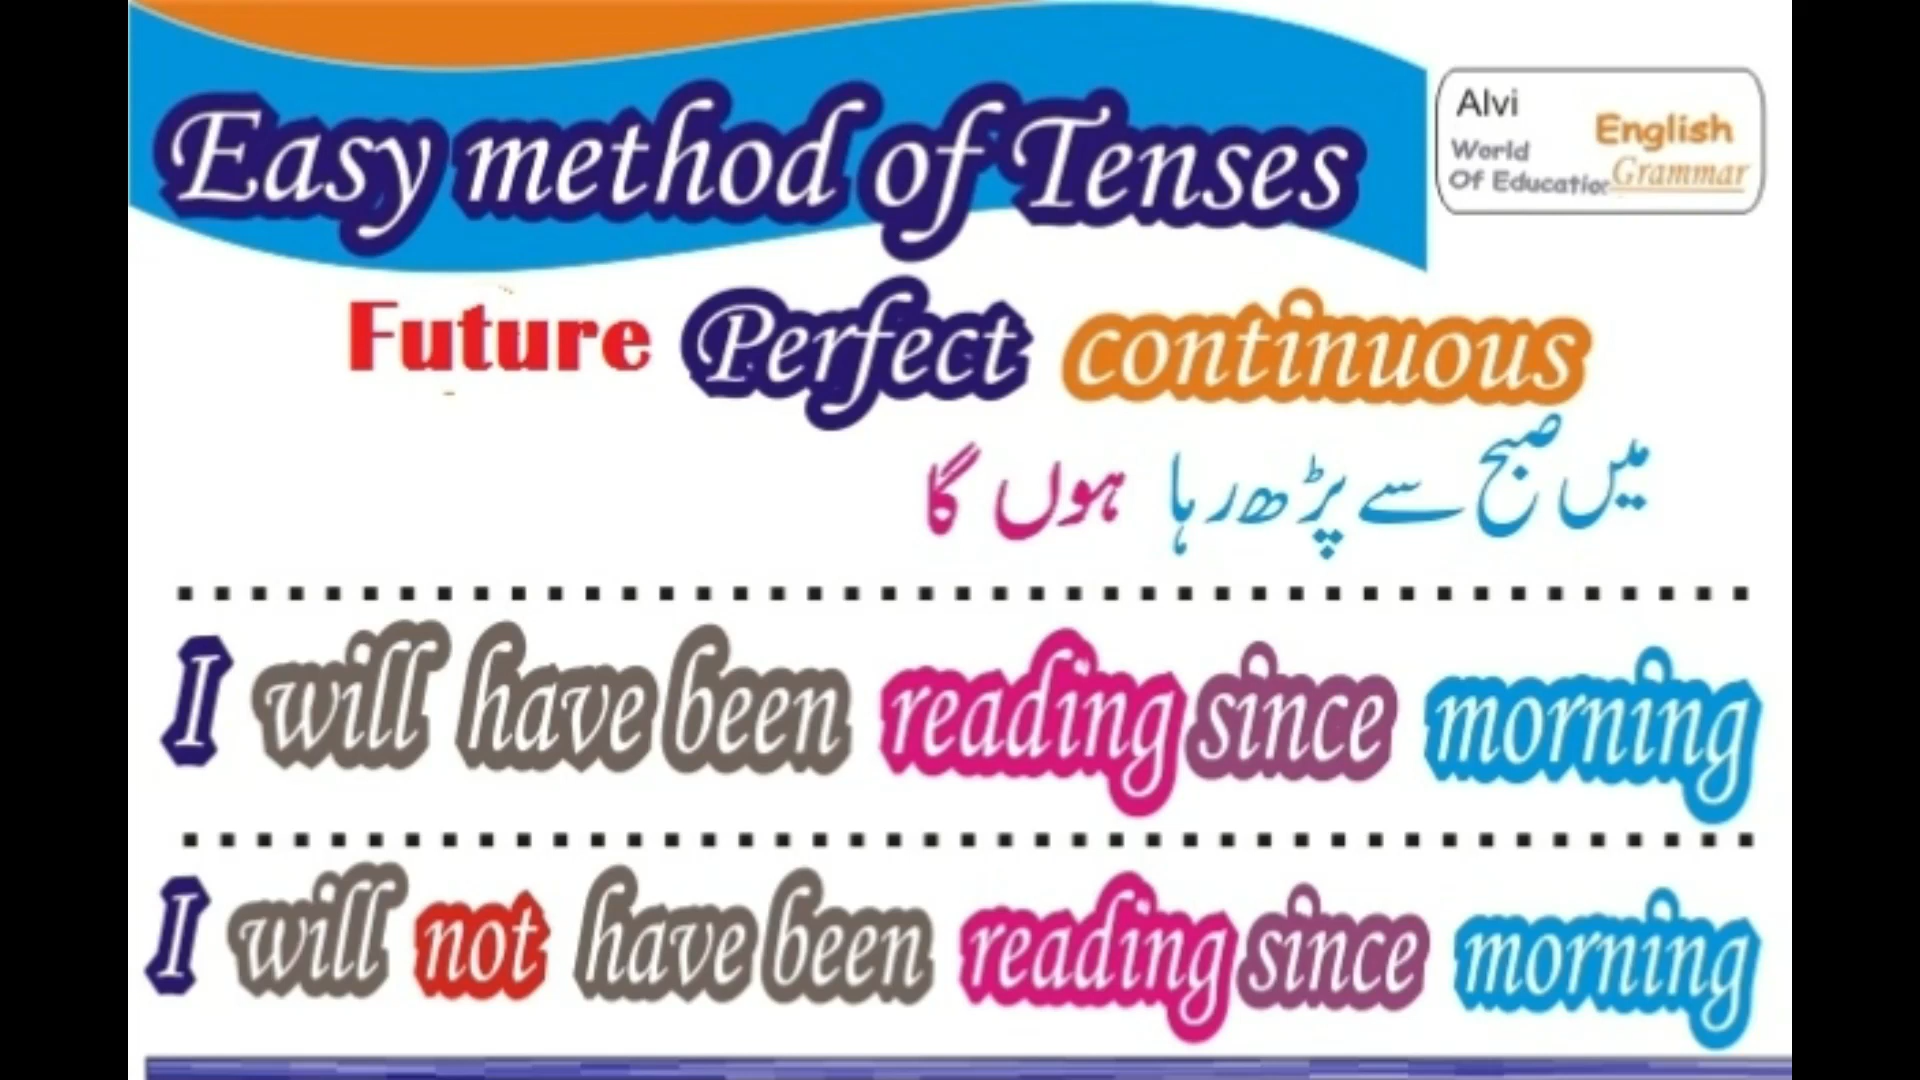 Easy method of Tenses
Alvi
World
Of Education
English
Grammar
Future Perfect continuous
میں صبح سے پڑھ رہا ہوں گا
I will have been reading since morning
I will not have been reading since morning